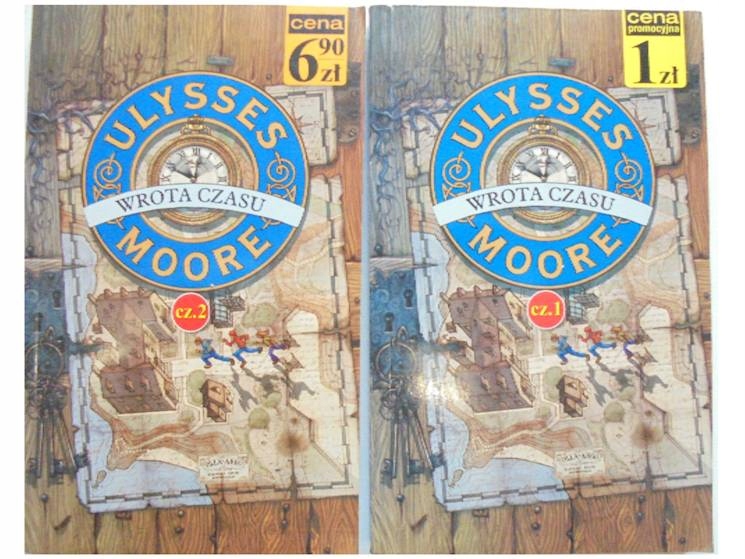 cena
6 90 zł
ULYSSES
WROTA CZASU
MOORE
cz.2
cena
promocyjna
1 zł
ULYSSES
WROTA CZASU
MOORE
cz.1